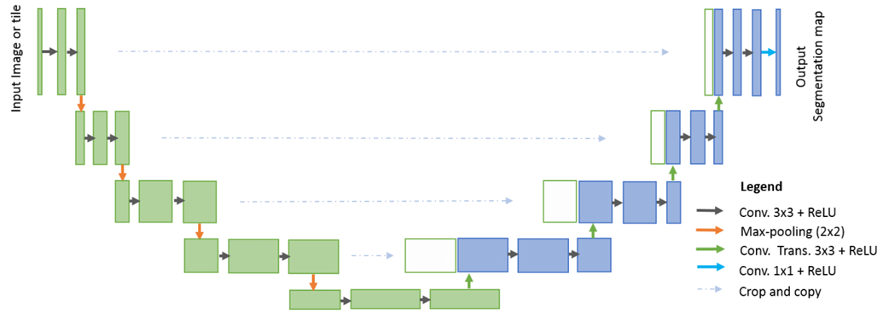 Input Image or tile
Output
Segmentation map
Legend
Conv. 3x3 + ReLU
Max-pooling (2x2)
Conv. Trans. 3x3 + ReLU
Conv. 1x1 + ReLU
Crop and copy